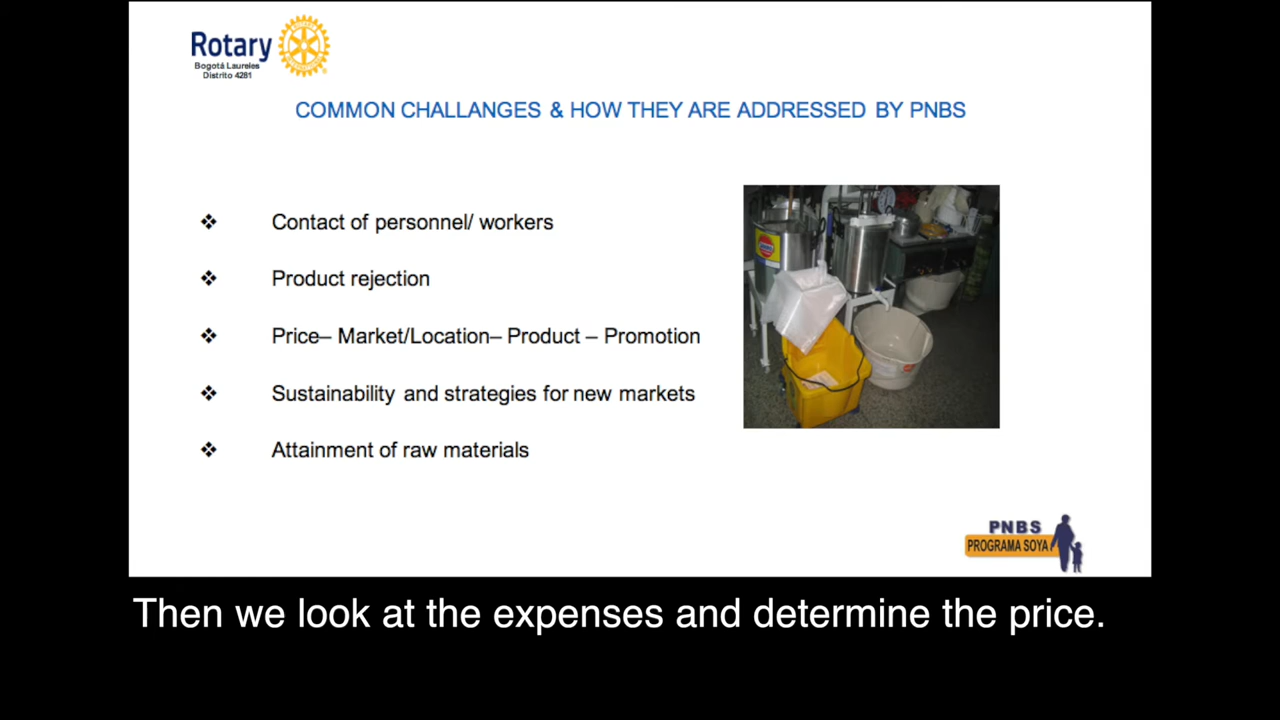 Rotary
Bogotá Laureles
Distrito 4281
COMMON CHALLANGES & HOW THEY ARE ADDRESSED BY PNBS
❖ Contact of personnel/ workers
❖ Product rejection
❖ Price– Market/Location– Product – Promotion
❖ Sustainability and strategies for new markets
❖ Attainment of raw materials
PNBS
PROGRAMA SOYA
Then we look at the expenses and determine the price.